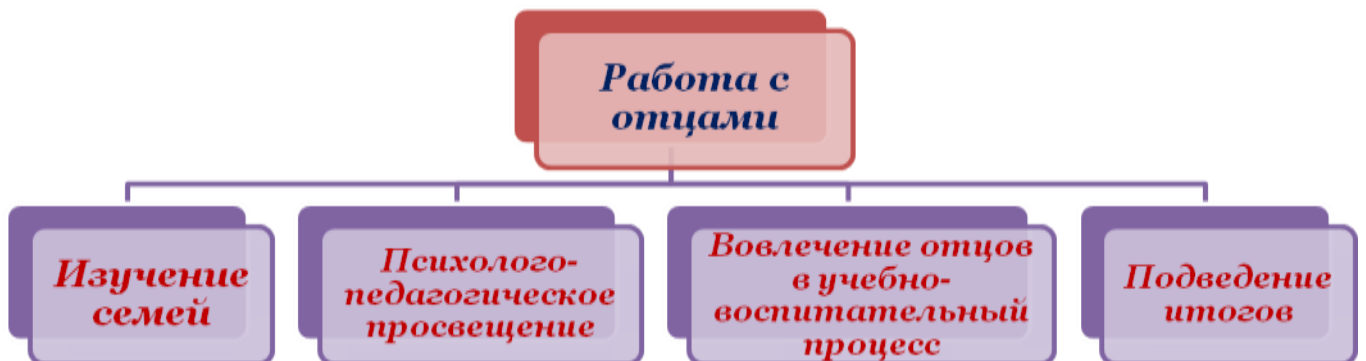 Работа с
отцами
Изучение
семей
Психолого-
педагогическое
просвещение
Вовлечение отцов
в учебно-
воспитательный
процесс
Подведение
итогов